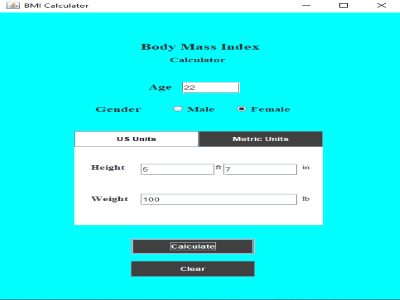 BMI Calculator
Body Mass Index
Calculator
Age 22
Gender Male Female
US Units Metric Units
Height 5 ft 7 in
Weight 100 lb
Calculate
Clear